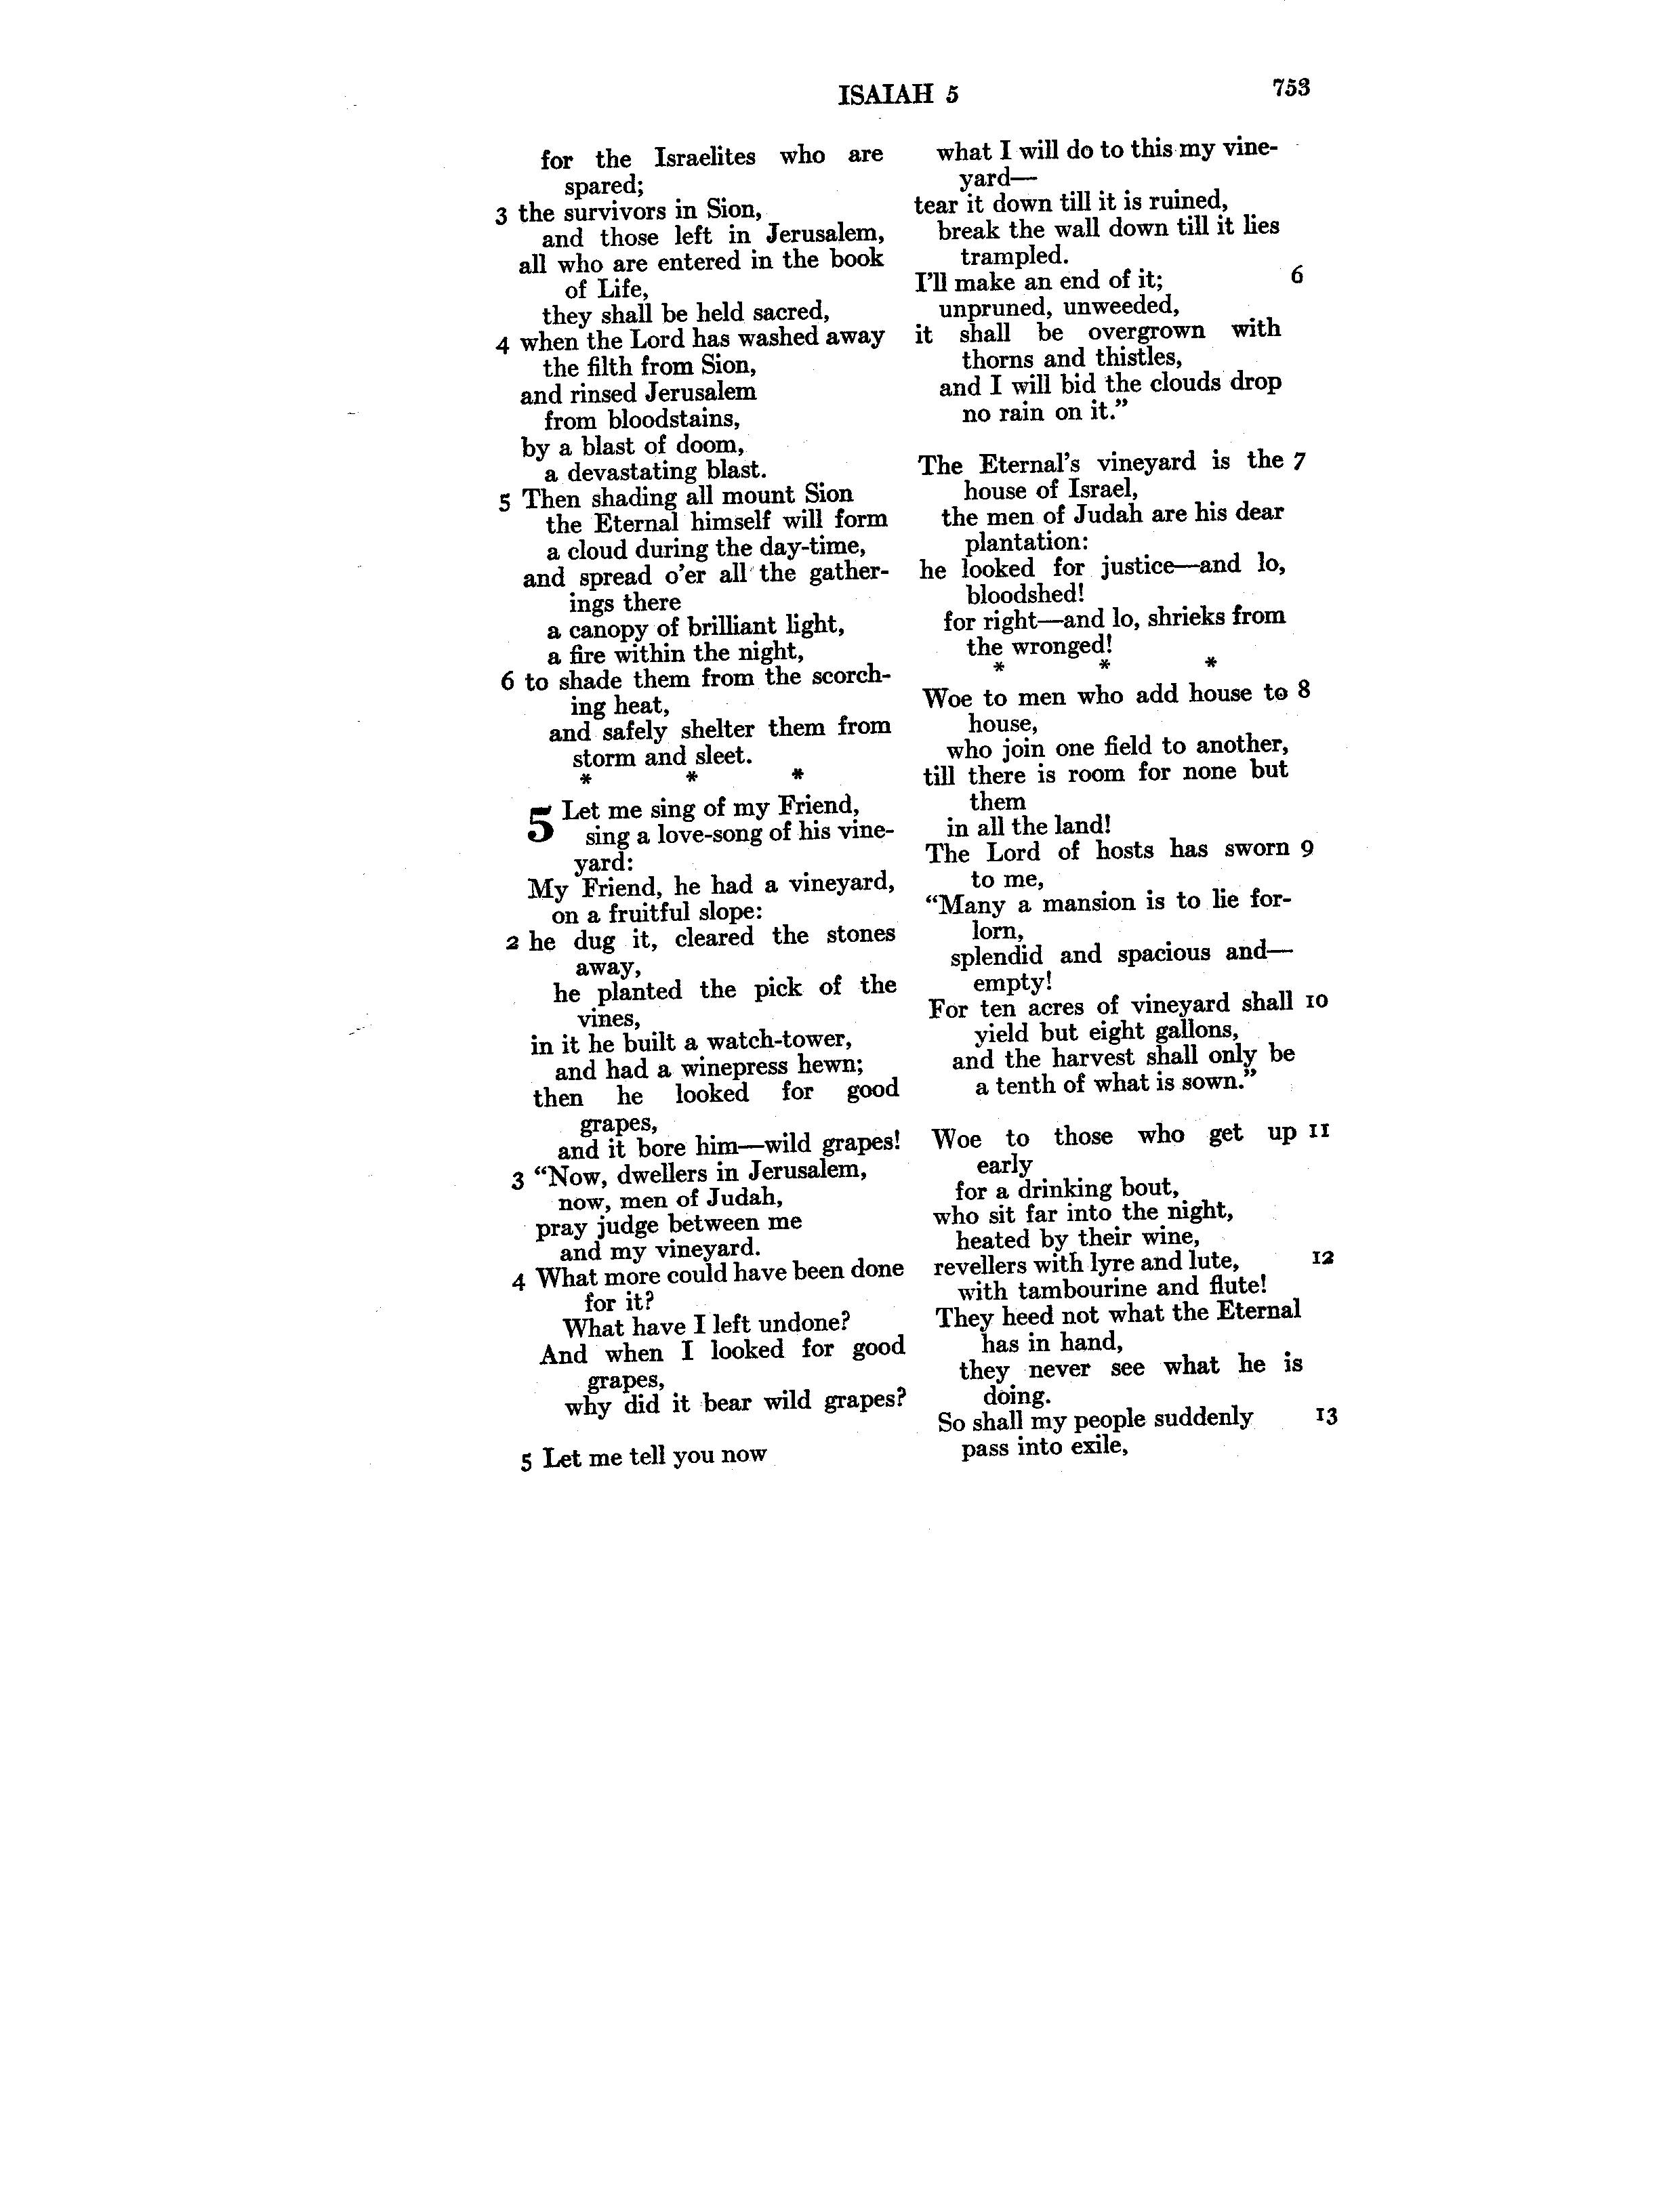 ISAIAH 5
753
for the Israelites who are
spared;
3 the survivors in Sion,
and those left in Jerusalem,
all who are entered in the book
of Life,
they shall be held sacred,
4 when the Lord has washed away
the filth from Sion,
and rinsed Jerusalem
from bloodstains,
by a blast of doom,
a devastating blast.
5 Then shading all mount Sion
the Eternal himself will form
a cloud during the day-time,
and spread o'er all the gather-
ings there
a canopy of brilliant light,
a fire within the night,
6 to shade them from the scorch-
ing heat,
and safely shelter them from
storm and sleet.
* * *
5 Let me sing of my Friend,
sing a love-song of his vine-
yard:
My Friend, he had a vineyard,
on a fruitful slope:
2 he dug it, cleared the stones
away,
he planted the pick of the
vines,
in it he built a watch-tower,
and had a winepress hewn;
then he looked for good
grapes,
and it bore him—wild grapes!
3 “Now, dwellers in Jerusalem,
now, men of Judah,
pray judge between me
and my vineyard.
4 What more could have been done
for it?
What have I left undone?
And when I looked for good
grapes,
why did it bear wild grapes?
5 Let me tell you now
what I will do to this my vine-
yard—
tear it down till it is ruined,
break the wall down till it lies
trampled.
I'll make an end of it; 6
unpruned, unweeded,
it shall be overgrown with
thorns and thistles,
and I will bid the clouds drop
no rain on it.”
The Eternal's vineyard is the 7
house of Israel,
the men of Judah are his dear
plantation:
he looked for justice—and lo,
bloodshed!
for right—and lo, shrieks from
the wronged!
* * *
Woe to men who add house to 8
house,
who join one field to another,
till there is room for none but
them
in all the land!
The Lord of hosts has sworn 9
to me,
“Many a mansion is to lie for-
lorn,
splendid and spacious and—
empty!
For ten acres of vineyard shall 10
yield but eight gallons,
and the harvest shall only be
a tenth of what is sown.”
Woe to those who get up 11
early
for a drinking bout,
who sit far into the night,
heated by their wine,
revellers with lyre and lute, 12
with tambourine and flute!
They heed not what the Eternal
has in hand,
they never see what he is
doing.
So shall my people suddenly 13
pass into exile,